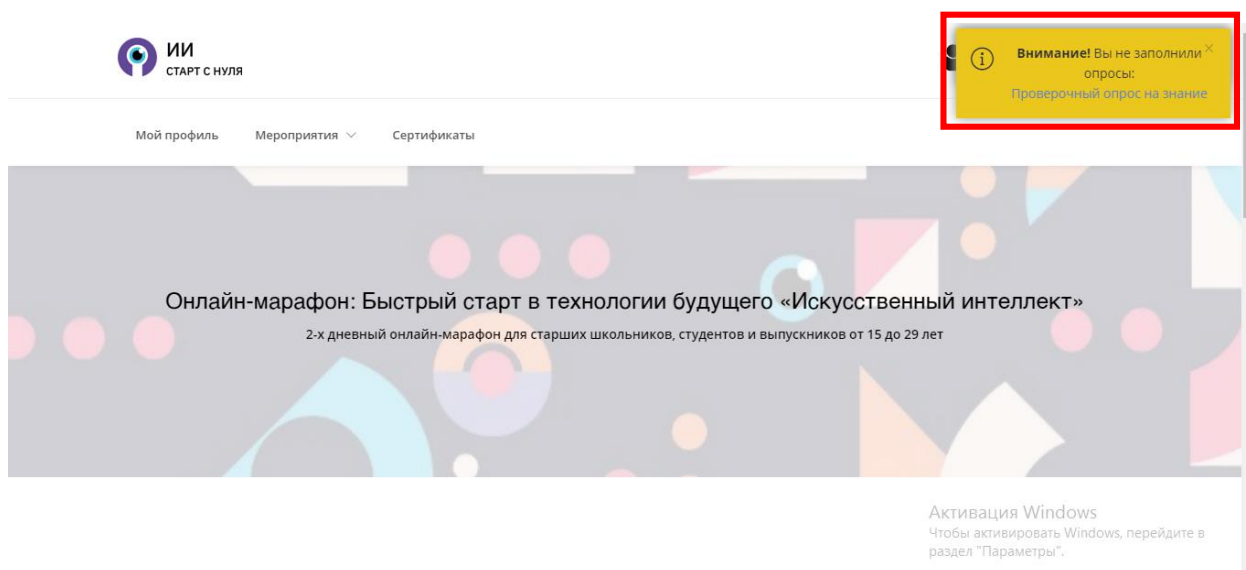 ИИ
СТАРТ С НУЛЯ
Внимание! Вы не заполнили
опросы:
Проверочный опрос на знание
Мой профиль Мероприятия Сертификаты
Онлайн-марафон: Быстрый старт в технологии будущего «Искусственный интеллект»
2-х дневный онлайн-марафон для старших школьников, студентов и выпускников от 15 до 29 лет
Активация Windows
Чтобы активировать Windows, перейдите в
раздел "Параметры".